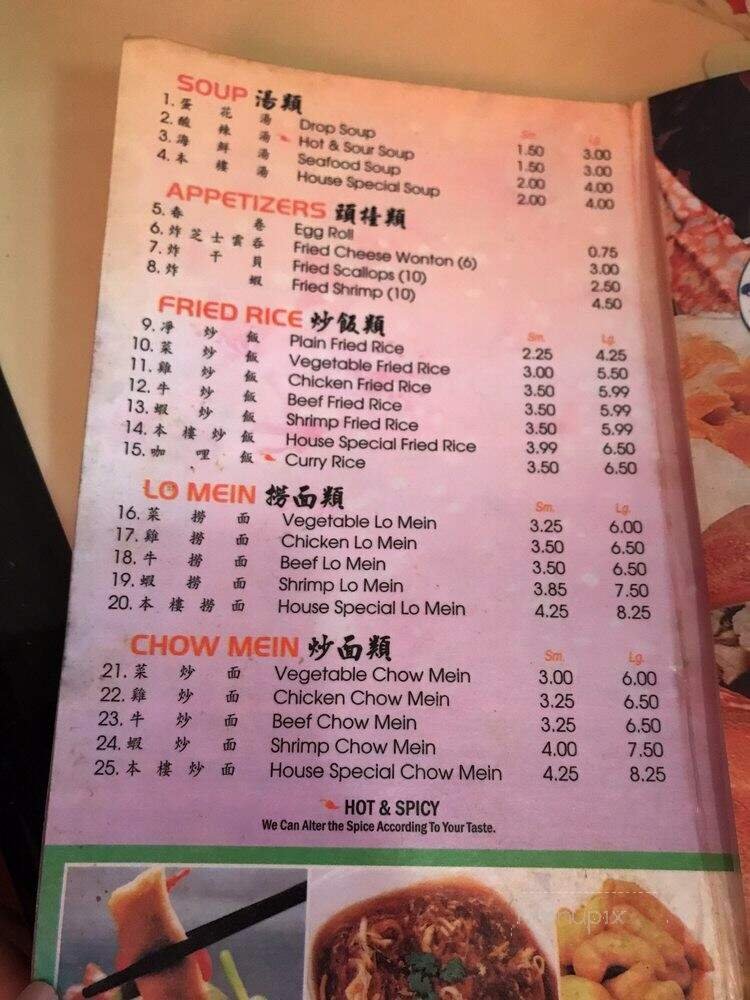 SOUP 湯類
Sm. Lg.
1. 蛋花湯 Drop Soup 1.50 3.00
2. 酸辣湯 Hot & Sour Soup 1.50 3.00
3. 海鮮湯 Seafood Soup 2.00 4.00
4. 本樓湯 House Special Soup 2.00 4.00
APPETIZERS 頭檯類
5. 春卷 Egg Roll 0.75
6. 炸芝士雲吞 Fried Cheese Wonton (6) 3.00
7. 炸干貝 Fried Scallops (10) 2.50
8. 炸蝦 Fried Shrimp (10) 4.50
FRIED RICE 炒飯類
Sm. Lg.
9. 净炒飯 Plain Fried Rice 2.25 4.25
10. 菜炒飯 Vegetable Fried Rice 3.00 5.50
11. 雞炒飯 Chicken Fried Rice 3.50 5.99
12. 牛炒飯 Beef Fried Rice 3.50 5.99
13. 蝦炒飯 Shrimp Fried Rice 3.50 5.99
14. 本樓炒飯 House Special Fried Rice 3.99 6.50
15. 咖哩飯 Curry Rice 3.50 6.50
LO MEIN 撈面類
Sm. Lg.
16. 菜撈面 Vegetable Lo Mein 3.25 6.00
17. 雞撈面 Chicken Lo Mein 3.50 6.50
18. 牛撈面 Beef Lo Mein 3.50 6.50
19. 蝦撈面 Shrimp Lo Mein 3.85 7.50
20. 本樓撈面 House Special Lo Mein 4.25 8.25
CHOW MEIN 炒面類
Sm. Lg.
21. 菜炒面 Vegetable Chow Mein 3.00 6.00
22. 雞炒面 Chicken Chow Mein 3.25 6.50
23. 牛炒面 Beef Chow Mein 3.25 6.50
24. 蝦炒面 Shrimp Chow Mein 4.00 7.50
25. 本樓炒面 House Special Chow Mein 4.25 8.25
HOT & SPICY
We Can Alter the Spice According To Your Taste.